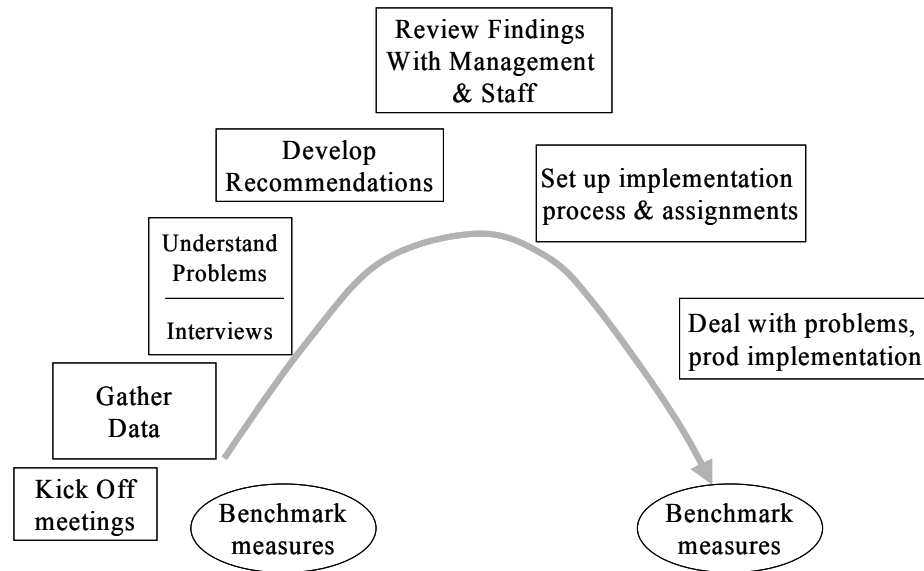 Review Findings
With Management
& Staff
Develop
Recommendations
Set up implementation
process & assignments
Understand
Problems
Interviews
Deal with problems,
prod implementation
Gather
Data
Kick Off
meetings
Benchmark
measures
Benchmark
measures